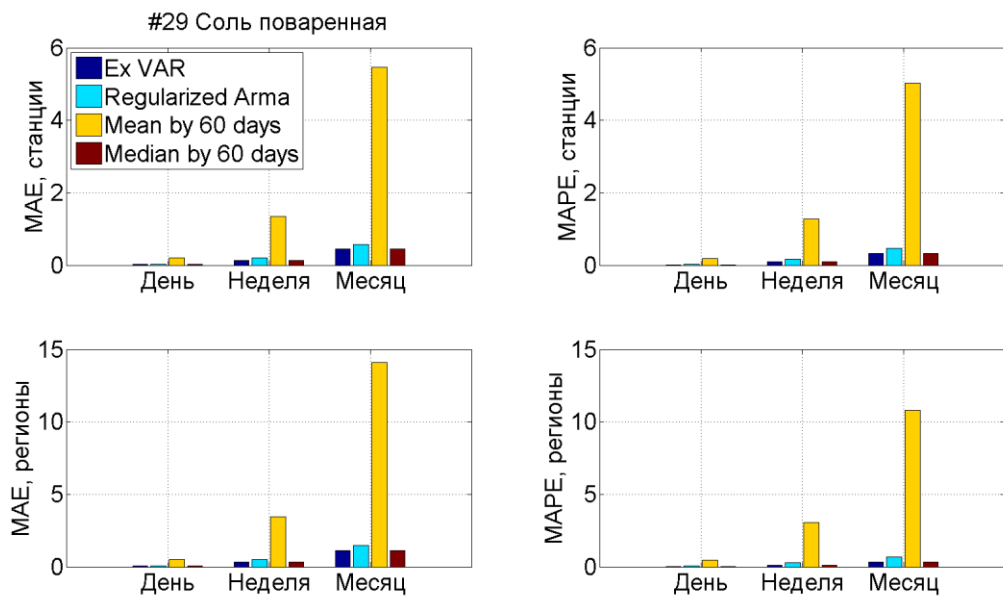 #29 Соль поваренная
6
4
2
0
MAE, станции
Ex VAR
Regularized Arma
Mean by 60 days
Median by 60 days
День Неделя Месяц
6
4
2
0
MAPE, станции
День Неделя Месяц
15
10
5
0
MAE, регионы
День Неделя Месяц
15
10
5
0
MAPE, регионы
День Неделя Месяц